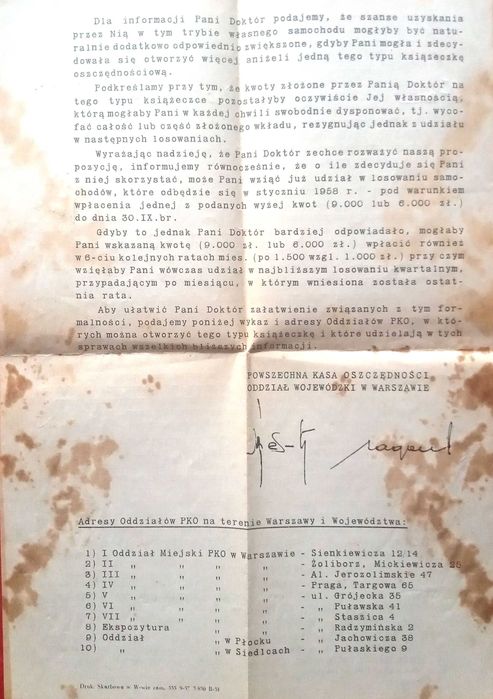 Dla informacji Pani Doktór podajemy, że szanse uzyskania
przez Nią w tym trybie własnego samochodu mogłyby być natu-
ralnie dodatkowo odpowiednio zwiększone, gdyby Pani mogła i zdecy-
dowała się otworzyć więcej aniżeli jedną tego typu książeczkę
oszczędnościową.
Podkreślamy przy tym, że kwoty złożone przez Panią Doktór na
tego typu książeczce pozostałyby oczywiście Jej własnością,
którą mogłaby Pani w każdej chwili swobodnie dysponować, tj. wyco-
fać całość lub część złożonego wkładu, rezygnując jednak z udziału
w następnych losowaniach.
Wyrażając nadzieję, że Pani Doktór zechce rozważyć naszą pro-
pozycję, informujemy równocześnie, że o ile zdecyduje się Pani
z niej skorzystać, może Pani wziąć już udział w losowaniu samo-
chodów, które odbędzie się w styczniu 1958 r. - pod warunkiem
wpłacenia jednej z podanych wyżej kwot (9.000 lub 6.000 zł.)
do dnia 30.IX.br.
Gdyby to jednak Pani Doktór bardziej odpowiadało, mogłaby
Pani wskazaną kwotę (9.000 zł. lub 6.000 zł.) wpłacić również
w 6-ciu kolejnych ratach mies. (po 1.500 wzgl. 1.000 zł.) przy czym
wzięłaby Pani wówczas udział w najbliższym losowaniu kwartalnym,
przypadającym po miesiącu, w którym wniesiona została ostat-
nia rata.
Aby ułatwić Pani Doktór załatwienie związanych z tym for-
malności, podajemy poniżej wykaz i adresy Oddziałów PKO, w któ-
rych można otworzyć tego typu książeczkę i które udzielają w tych
sprawach wszelkich bliższych informacji.
POWSZECHNA KASA OSZCZĘDNOŚCI
ODDZIAŁ WOJEWÓDZKI W WARSZAWIE
Adresy Oddziałów PKO na terenie Warszawy i Województwa:
1) I Oddział Miejski PKO w Warszawie - Sienkiewicza 12/14
2) II „ „ „ „ - Żoliborz, Mickiewicza 25
3) III „ „ „ „ - Al. Jerozolimskie 47
4) IV „ „ „ „ - Praga, Targowa 65
5) V „ „ „ „ - ul. Grójecka 35
6) VI „ „ „ „ - „ Puławska 41
7) VII „ „ „ „ - „ Staszica 4
8) Ekspozytura „ „ - „ Radzymińska 2
9) Oddział „ w Płocku - „ Jachowicza 38
10) „ „ w Siedlcach - „ Pułaskiego 9
Druk. Skarbowa w W-wie zam.